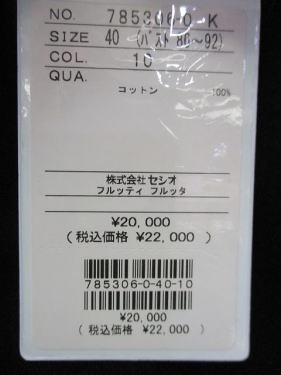 NO. 785306-0-K
SIZE 40 (バスト 80~92)
COL. 10
QUA.
コットン 100%
株式会社セシオ
フルッティ フルッタ
¥20,000
(税込価格 ¥22,000)
785306-0-40-10
¥20,000
(税込価格 ¥22,000)